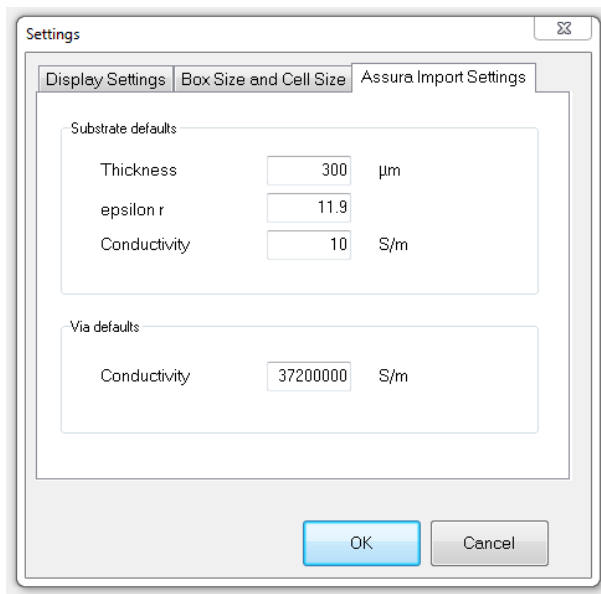 Settings
Display Settings Box Size and Cell Size Assura Import Settings
Substrate defaults
Thickness 300 µm
epsilon r 11.9
Conductivity 10 S/m
Via defaults
Conductivity 37200000 S/m
OK Cancel